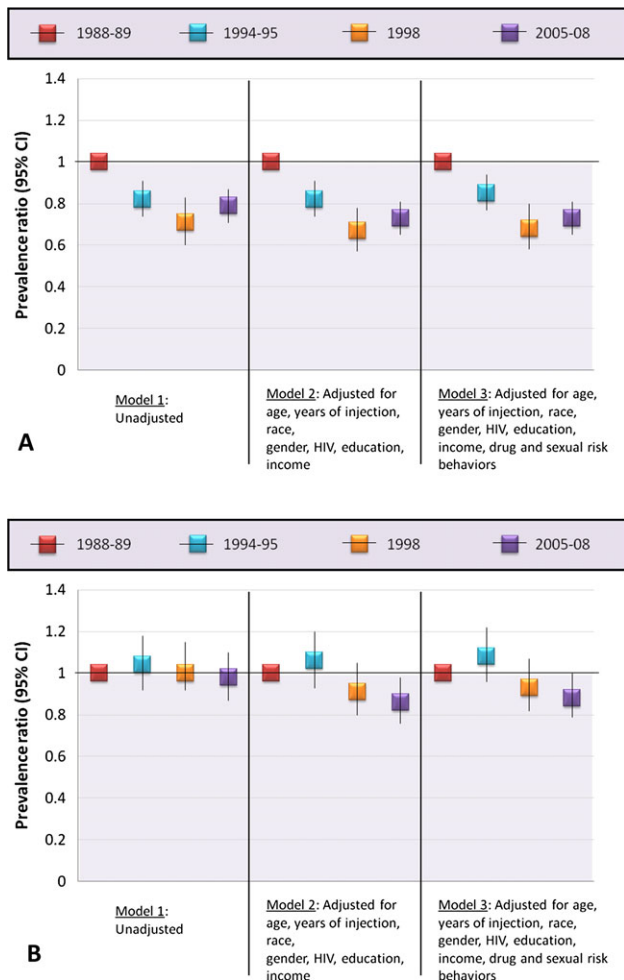 1988-89 1994-95 1998 2005-08
Prevalence ratio (95% CI)
1.4
1.2
1
0.8
0.6
0.4
0.2
0
Model 1:
Unadjusted
Model 2: Adjusted for
age, years of injection,
race,
gender, HIV, education,
income
Model 3: Adjusted for age,
years of injection, race,
gender, HIV, education,
income, drug and sexual risk
behaviors
A
1988-89 1994-95 1998 2005-08
Prevalence ratio (95% CI)
1.4
1.2
1
0.8
0.6
0.4
0.2
0
Model 1:
Unadjusted
Model 2: Adjusted for
age, years of injection,
race,
gender, HIV, education,
income
Model 3: Adjusted for age,
years of injection, race,
gender, HIV, education,
income, drug and sexual risk
behaviors
B